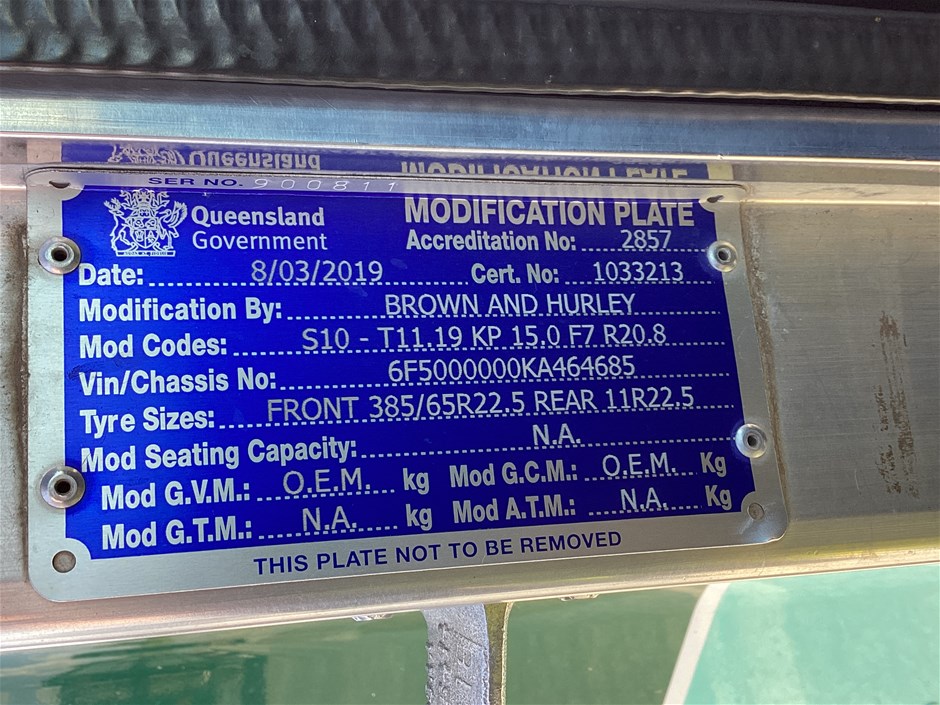 SER NO. 900811
Queensland
Government
MODIFICATION PLATE
Accreditation No: 2857
Date: 8/03/2019 Cert. No: 1033213
Modification By: BROWN AND HURLEY
Mod Codes: S10 - T11.19 KP 15.0 F7 R20.8
Vin/Chassis No: 6F5000000KA464685
Tyre Sizes: FRONT 385/65R22.5 REAR 11R22.5
Mod Seating Capacity: N.A.
Mod G.V.M.: O.E.M. kg Mod G.C.M.: O.E.M. Kg
Mod G.T.M.: N.A. kg Mod A.T.M.: N.A. Kg
THIS PLATE NOT TO BE REMOVED